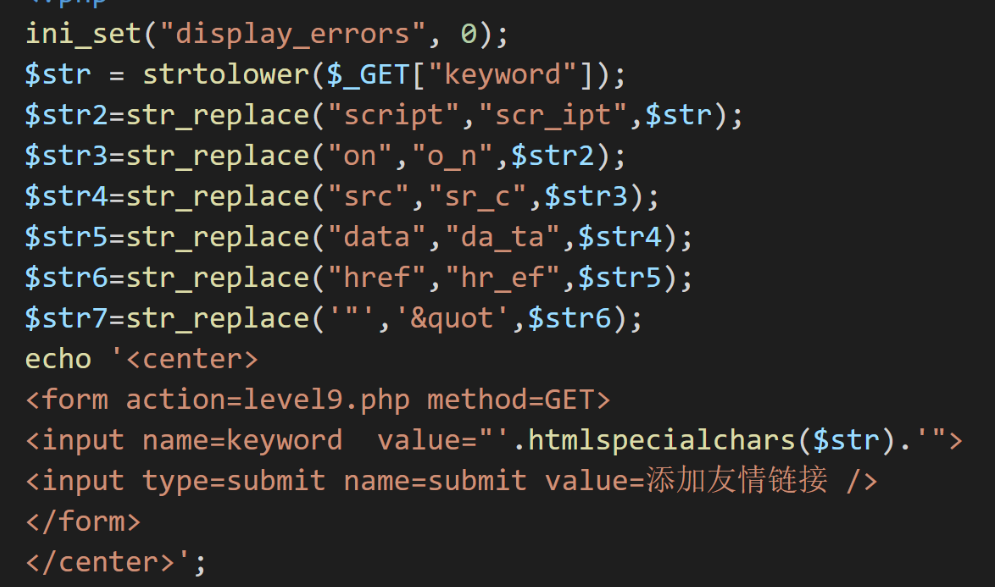 <?php
ini_set("display_errors", 0);
$str = strtolower($_GET["keyword"]);
$str2=str_replace("script","scr_ipt",$str);
$str3=str_replace("on","o_n",$str2);
$str4=str_replace("src","sr_c",$str3);
$str5=str_replace("data","da_ta",$str4);
$str6=str_replace("href","hr_ef",$str5);
$str7=str_replace('"','&quot',$str6);
echo '<center>
<form action=level9.php method=GET>
<input name=keyword  value="'.htmlspecialchars($str).'">
<input type=submit name=submit value=添加友情链接 />
</form>
</center>';